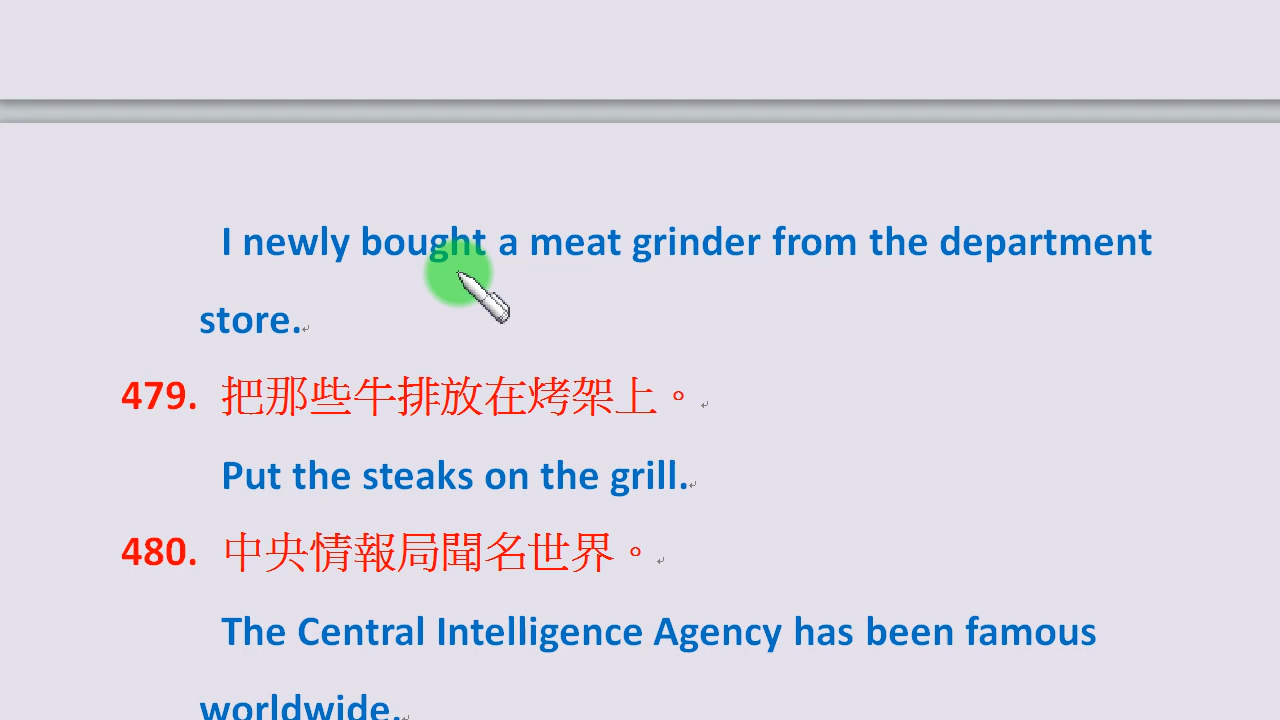 I newly bought a meat grinder from the department
store.
479. 把那些牛排放在烤架上。
Put the steaks on the grill.
480. 中央情報局聞名世界。
The Central Intelligence Agency has been famous
worldwide.